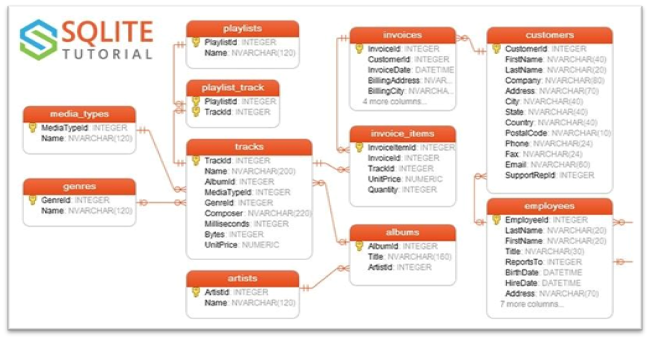 SQLITE
TUTORIAL
playlists
PlaylistId: INTEGER
Name: NVARCHAR(120)
playlist_track
PlaylistId: INTEGER
TrackId: INTEGER
media_types
MediaTypeId: INTEGER
Name: NVARCHAR(120)
genres
GenreId: INTEGER
Name: NVARCHAR(120)
tracks
TrackId: INTEGER
Name: NVARCHAR(200)
AlbumId: INTEGER
MediaTypeId: INTEGER
GenreId: INTEGER
Composer: NVARCHAR(220)
Milliseconds: INTEGER
Bytes: INTEGER
UnitPrice: NUMERIC
artists
ArtistId: INTEGER
Name: NVARCHAR(120)
invoices
InvoiceId: INTEGER
CustomerId: INTEGER
InvoiceDate: DATETIME
BillingAddress: NVAR...
BillingCity: NVARCHA...
4 more columns...
invoice_items
InvoiceItemId: INTEGER
InvoiceId: INTEGER
TrackId: INTEGER
UnitPrice: NUMERIC
Quantity: INTEGER
albums
AlbumId: INTEGER
Title: NVARCHAR(160)
ArtistId: INTEGER
customers
CustomerId: INTEGER
FirstName: NVARCHAR(40)
LastName: NVARCHAR(20)
Company: NVARCHAR(80)
Address: NVARCHAR(70)
City: NVARCHAR(40)
State: NVARCHAR(40)
Country: NVARCHAR(40)
PostalCode: NVARCHAR(10)
Phone: NVARCHAR(24)
Fax: NVARCHAR(24)
Email: NVARCHAR(60)
SupportRepId: INTEGER
employees
EmployeeId: INTEGER
LastName: NVARCHAR(20)
FirstName: NVARCHAR(20)
Title: NVARCHAR(30)
ReportsTo: INTEGER
BirthDate: DATETIME
HireDate: DATETIME
Address: NVARCHAR(70)
7 more columns...